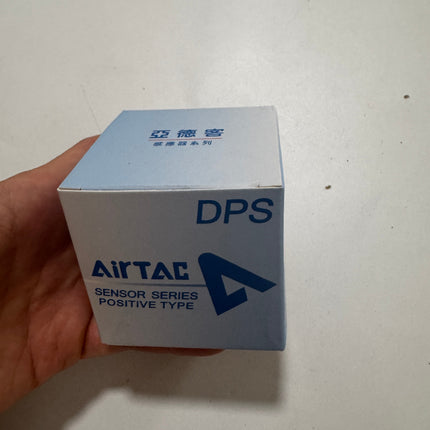 亞德客
感應器系列
DPS
AirTAC
SENSOR SERIES
POSITIVE TYPE